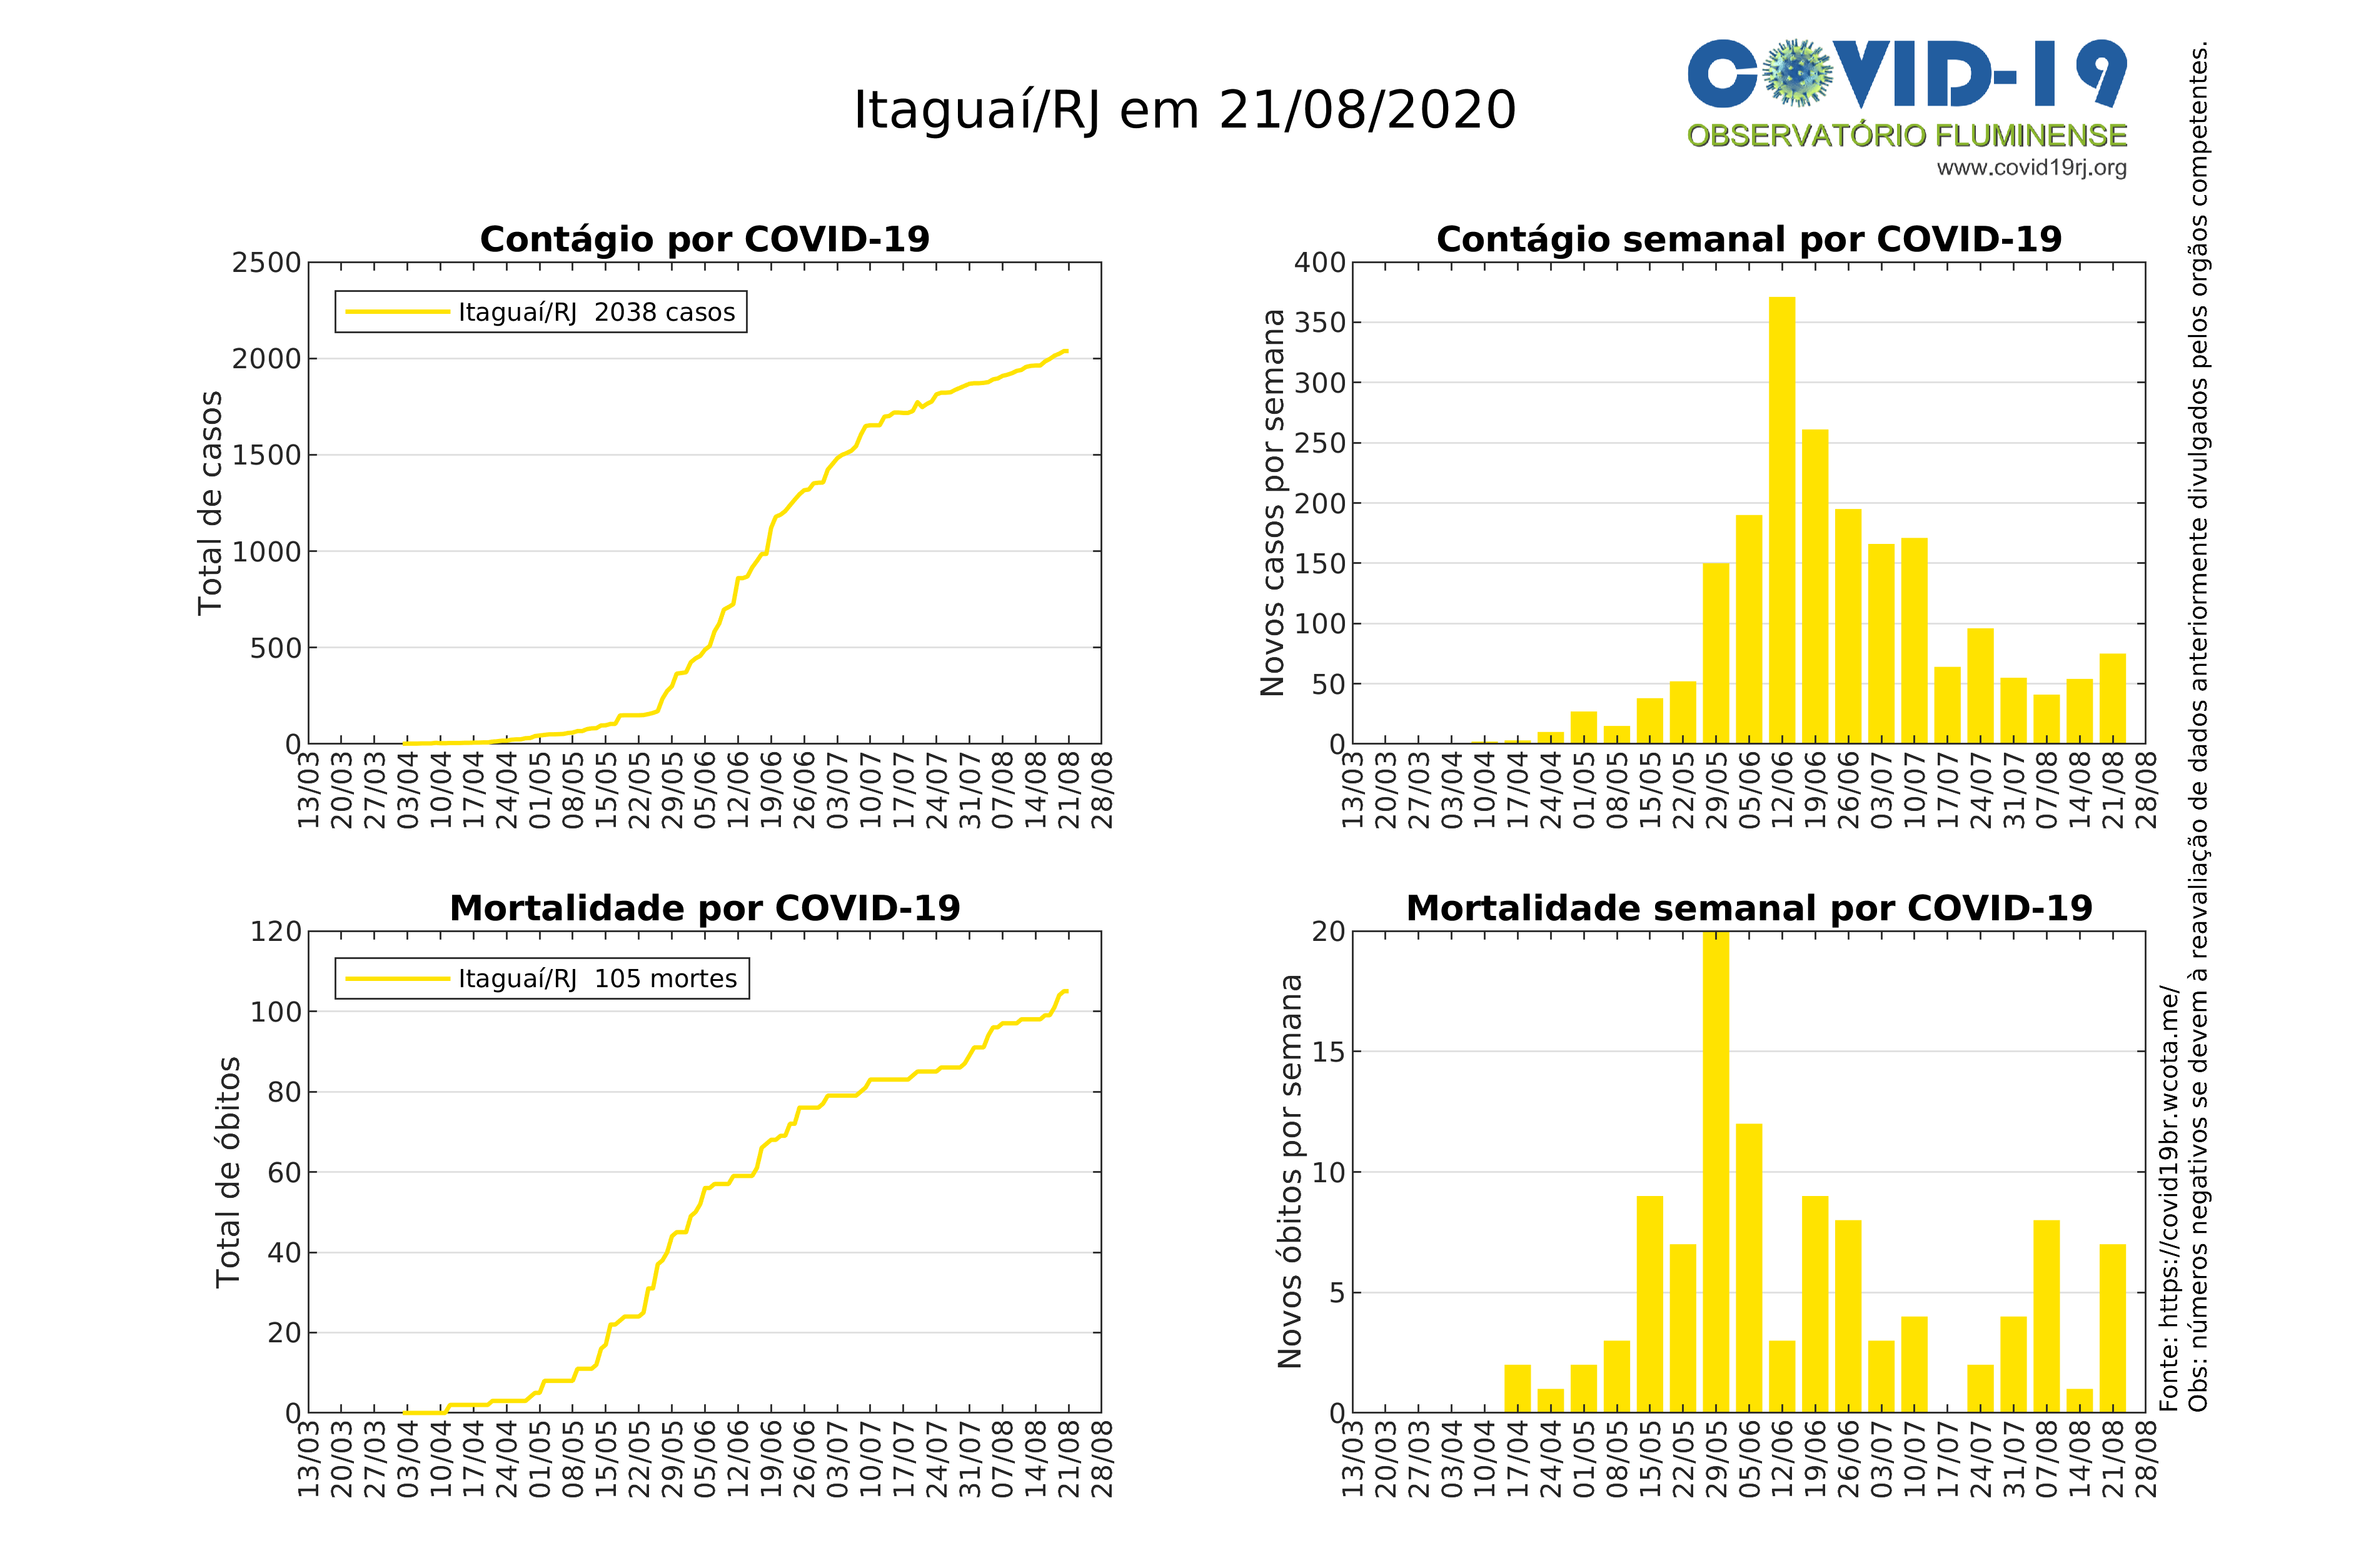 Itaguaí/RJ em 21/08/2020
COVID-19
OBSERVATÓRIO FLUMINENSE
www.covid19rj.org
Contágio por COVID-19
Total de casos
2500
2000
1500
1000
500
0
Itaguaí/RJ 2038 casos
13/03 20/03 27/03 03/04 10/04 17/04 24/04 01/05 08/05 15/05 22/05 29/05 05/06 12/06 19/06 26/06 03/07 10/07 17/07 24/07 31/07 07/08 14/08 21/08 28/08
Contágio semanal por COVID-19
Novos casos por semana
400
350
300
250
200
150
100
50
0
13/03 20/03 27/03 03/04 10/04 17/04 24/04 01/05 08/05 15/05 22/05 29/05 05/06 12/06 19/06 26/06 03/07 10/07 17/07 24/07 31/07 07/08 14/08 21/08 28/08
Mortalidade por COVID-19
Total de óbitos
120
100
80
60
40
20
0
Itaguaí/RJ 105 mortes
13/03 20/03 27/03 03/04 10/04 17/04 24/04 01/05 08/05 15/05 22/05 29/05 05/06 12/06 19/06 26/06 03/07 10/07 17/07 24/07 31/07 07/08 14/08 21/08 28/08
Mortalidade semanal por COVID-19
Novos óbitos por semana
20
15
10
5
0
13/03 20/03 27/03 03/04 10/04 17/04 24/04 01/05 08/05 15/05 22/05 29/05 05/06 12/06 19/06 26/06 03/07 10/07 17/07 24/07 31/07 07/08 14/08 21/08 28/08
Fonte: https://covid19br.wcota.me/
Obs: números negativos se devem à reavaliação de dados anteriormente divulgados pelos orgãos competentes.